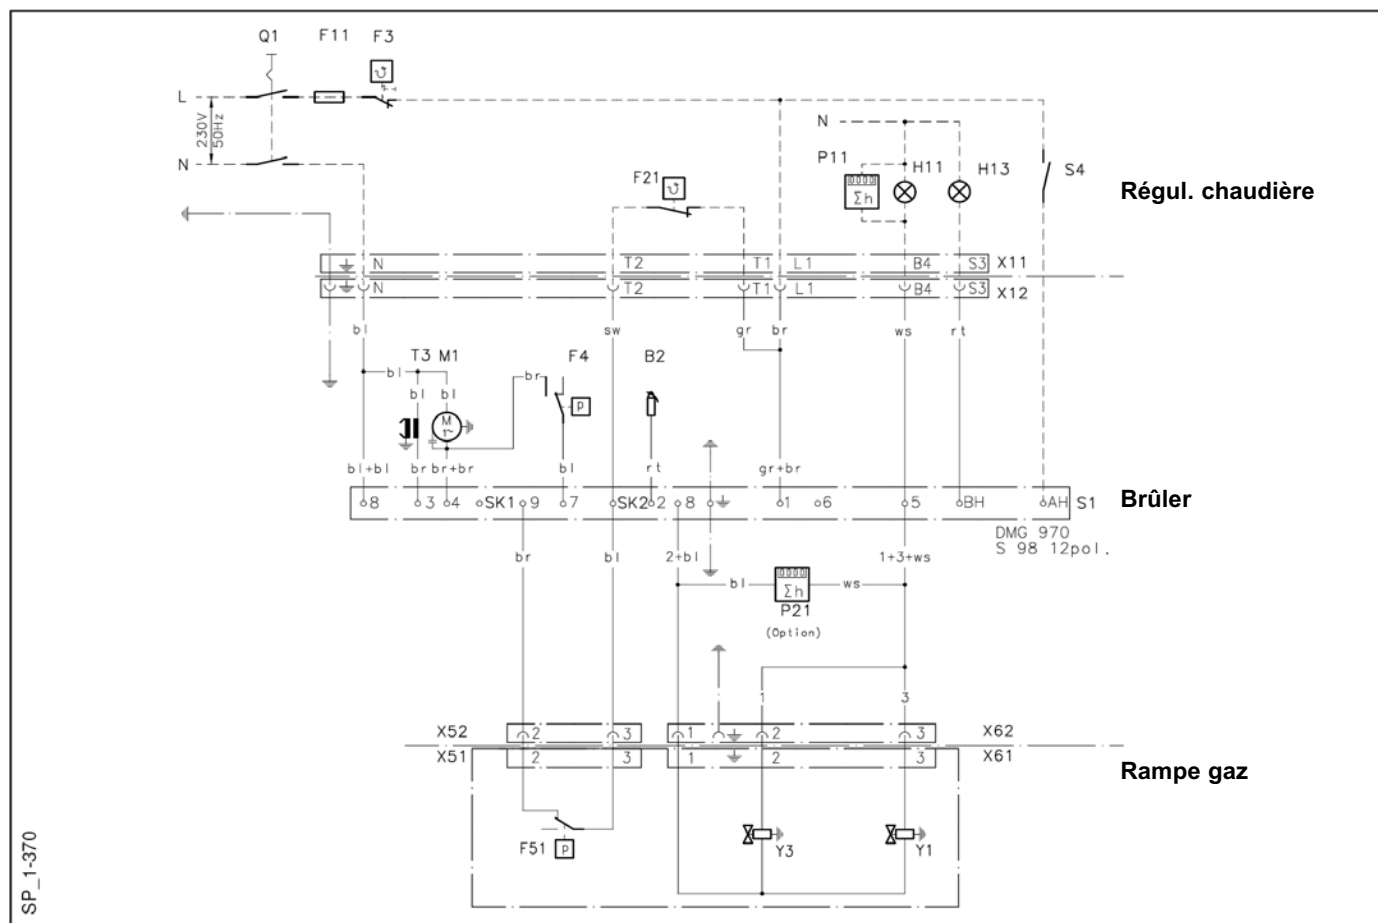 Q1 F11 F3
L
230V
50Hz
N
N
P11
0000
Σh
H11 H13 S4
F21
Régul. chaudière
N T2 T1 L1 B4 S3 X11
N T2 T1 L1 B4 S3 X12
bl sw gr br ws rt
T3 M1 F4 B2
bl br
bl bl
M
1~
P
bl+bl br br+br bl rt gr+br
8 3 4 SK1 9 7 SK2 2 8 1 6 5 BH AH S1
Brûler
DMG 970
S 98 12pol.
br bl 2+bl 1+3+ws
bl
0000
Σh
ws
P21
(Option)
1 3
X52 2 3 1 2 3 X62
X51 2 3 1 2 3 X61
Rampe gaz
F51 P
Y3 Y1
SP_1-370